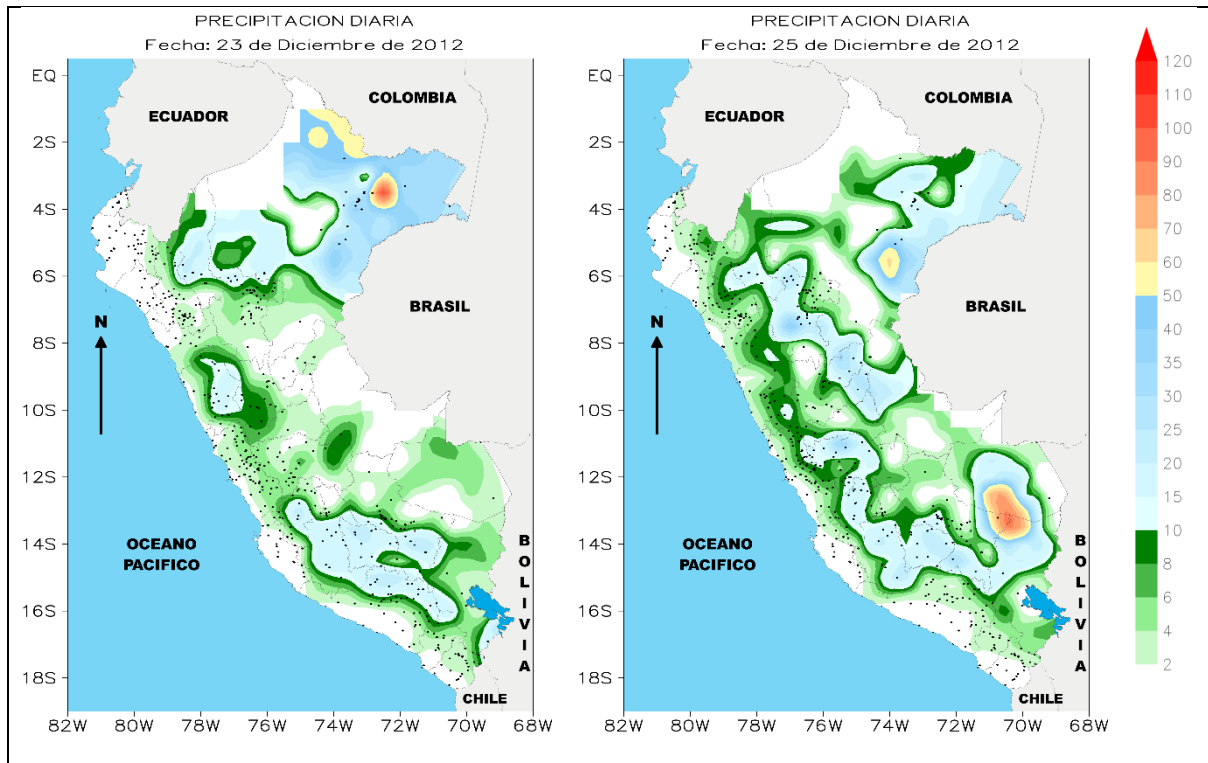 PRECIPITACION DIARIA
Fecha: 23 de Diciembre de 2012
EQ
2S
4S
6S
8S
10S
12S
14S
16S
18S
82W
80W
78W
76W
74W
72W
70W
68W
ECUADOR
COLOMBIA
BRASIL
N
OCEANO
PACIFICO
B
O
L
I
V
I
A
CHILE
PRECIPITACION DIARIA
Fecha: 25 de Diciembre de 2012
EQ
2S
4S
6S
8S
10S
12S
14S
16S
18S
82W
80W
78W
76W
74W
72W
70W
68W
ECUADOR
COLOMBIA
BRASIL
N
OCEANO
PACIFICO
B
O
L
I
V
I
A
CHILE
120
110
100
90
80
70
60
50
40
35
30
25
20
15
10
8
6
4
2